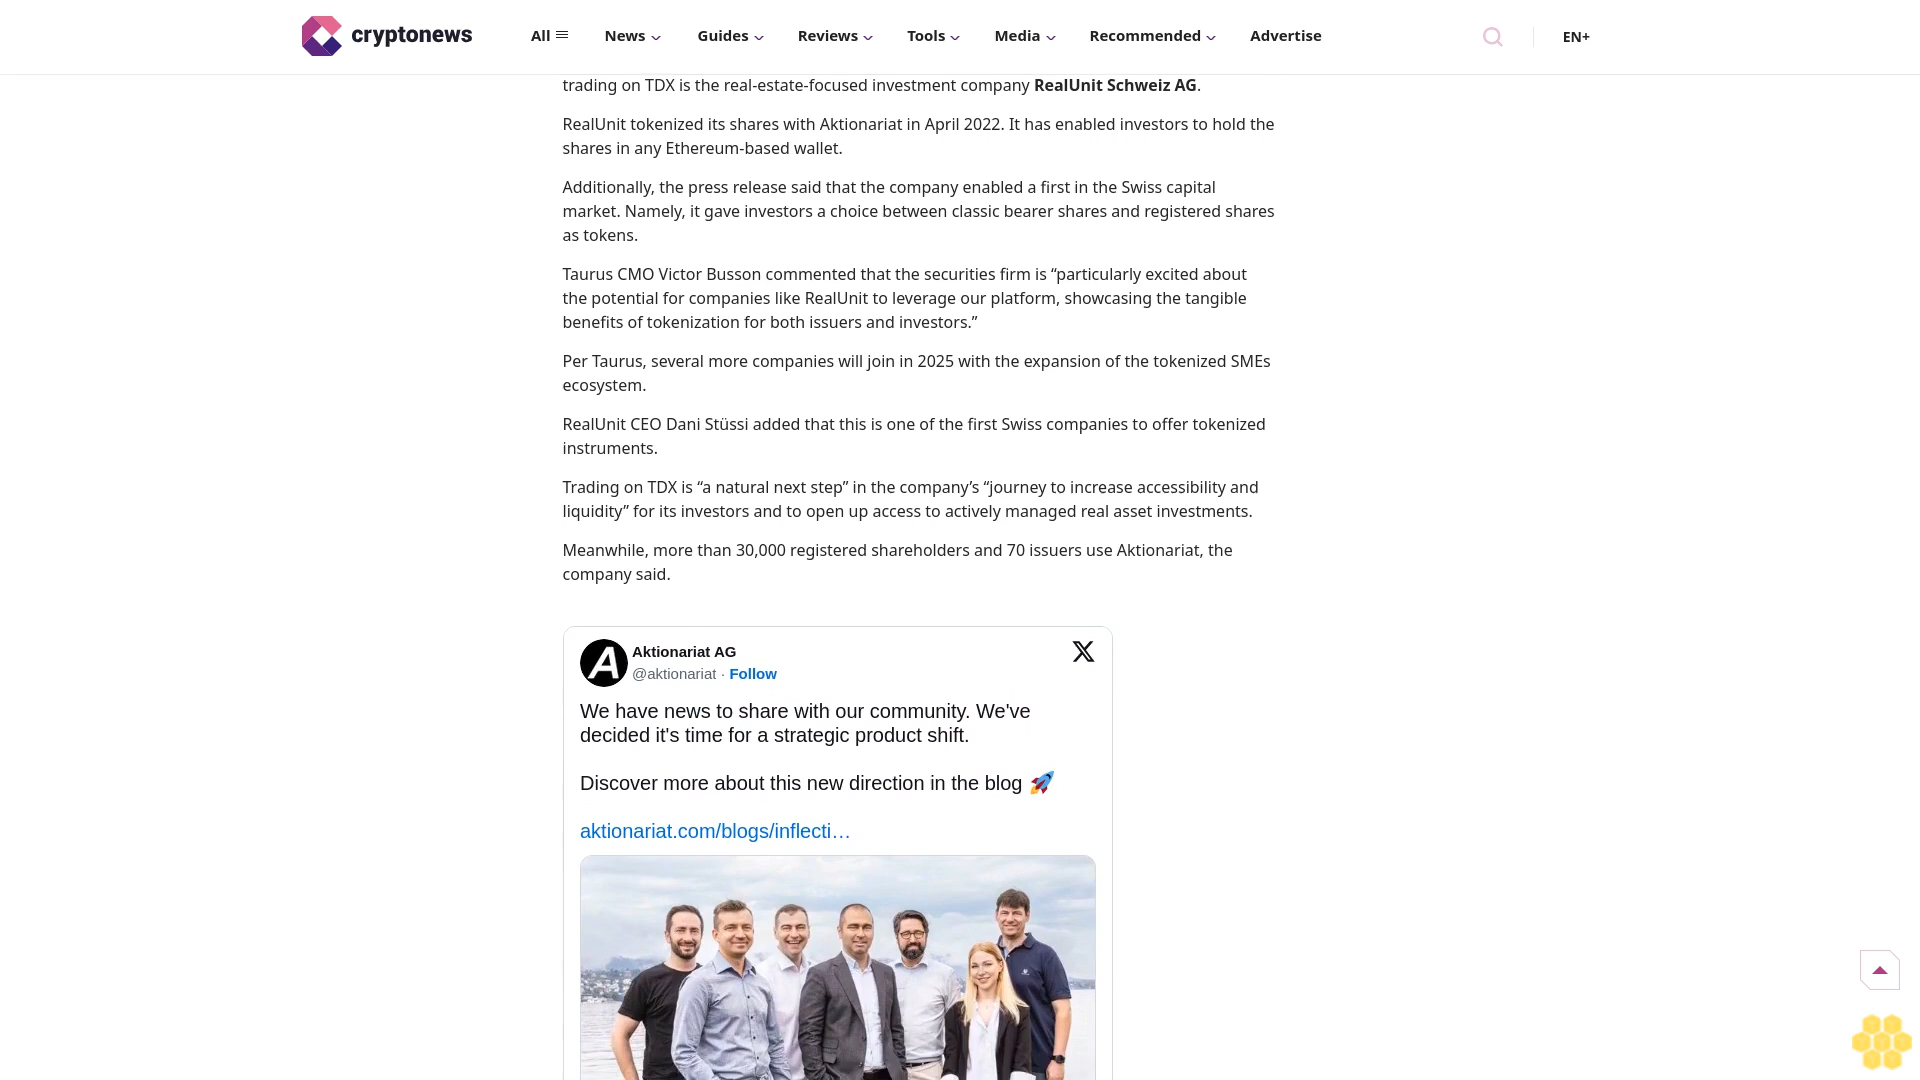 cryptonews
All
News
Guides
Reviews
Tools
Media
Recommended
Advertise
EN+
trading on TDX is the real-estate-focused investment company RealUnit Schweiz AG.
RealUnit tokenized its shares with Aktionariat in April 2022. It has enabled investors to hold the
shares in any Ethereum-based wallet.
Additionally, the press release said that the company enabled a first in the Swiss capital
market. Namely, it gave investors a choice between classic bearer shares and registered shares
as tokens.
Taurus CMO Victor Busson commented that the securities firm is “particularly excited about
the potential for companies like RealUnit to leverage our platform, showcasing the tangible
benefits of tokenization for both issuers and investors.”
Per Taurus, several more companies will join in 2025 with the expansion of the tokenized SMEs
ecosystem.
RealUnit CEO Dani Stüssi added that this is one of the first Swiss companies to offer tokenized
instruments.
Trading on TDX is “a natural next step” in the company’s “journey to increase accessibility and
liquidity” for its investors and to open up access to actively managed real asset investments.
Meanwhile, more than 30,000 registered shareholders and 70 issuers use Aktionariat, the
company said.
Aktionariat AG
@aktionariat · Follow
We have news to share with our community. We've
decided it's time for a strategic product shift.
Discover more about this new direction in the blog 🚀
aktionariat.com/blogs/inflecti…